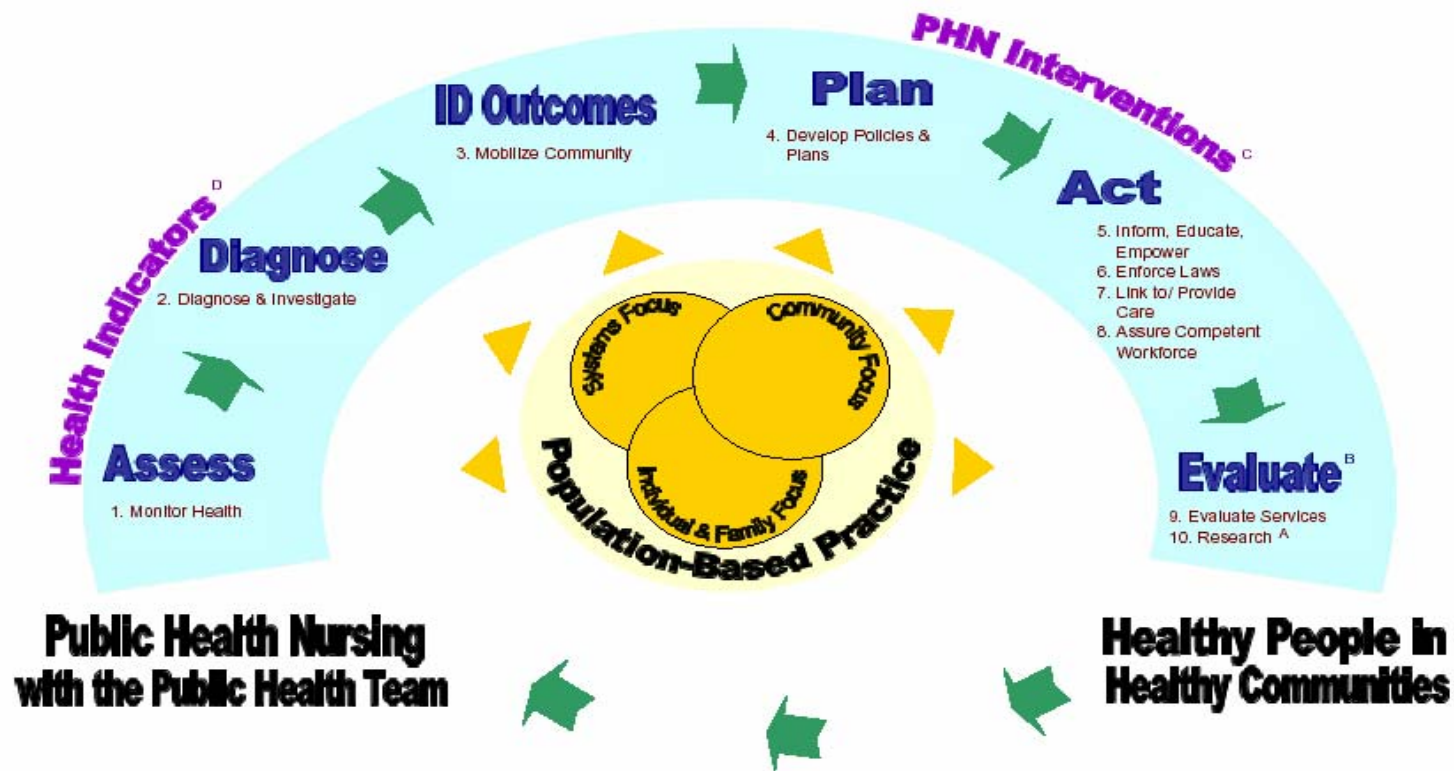 Health Indicators D
PHN Interventions C
Assess
1. Monitor Health
Diagnose
2. Diagnose & Investigate
ID Outcomes
3. Mobilize Community
Plan
4. Develop Policies &
Plans
Act
5. Inform, Educate,
Empower
6. Enforce Laws
7. Link to/ Provide
Care
8. Assure Competent
Workforce
Evaluate B
9. Evaluate Services
10. Research A
Systems Focus
Community Focus
Individual & Family Focus
Population-Based Practice
Public Health Nursing
with the Public Health Team
Healthy People in
Healthy Communities